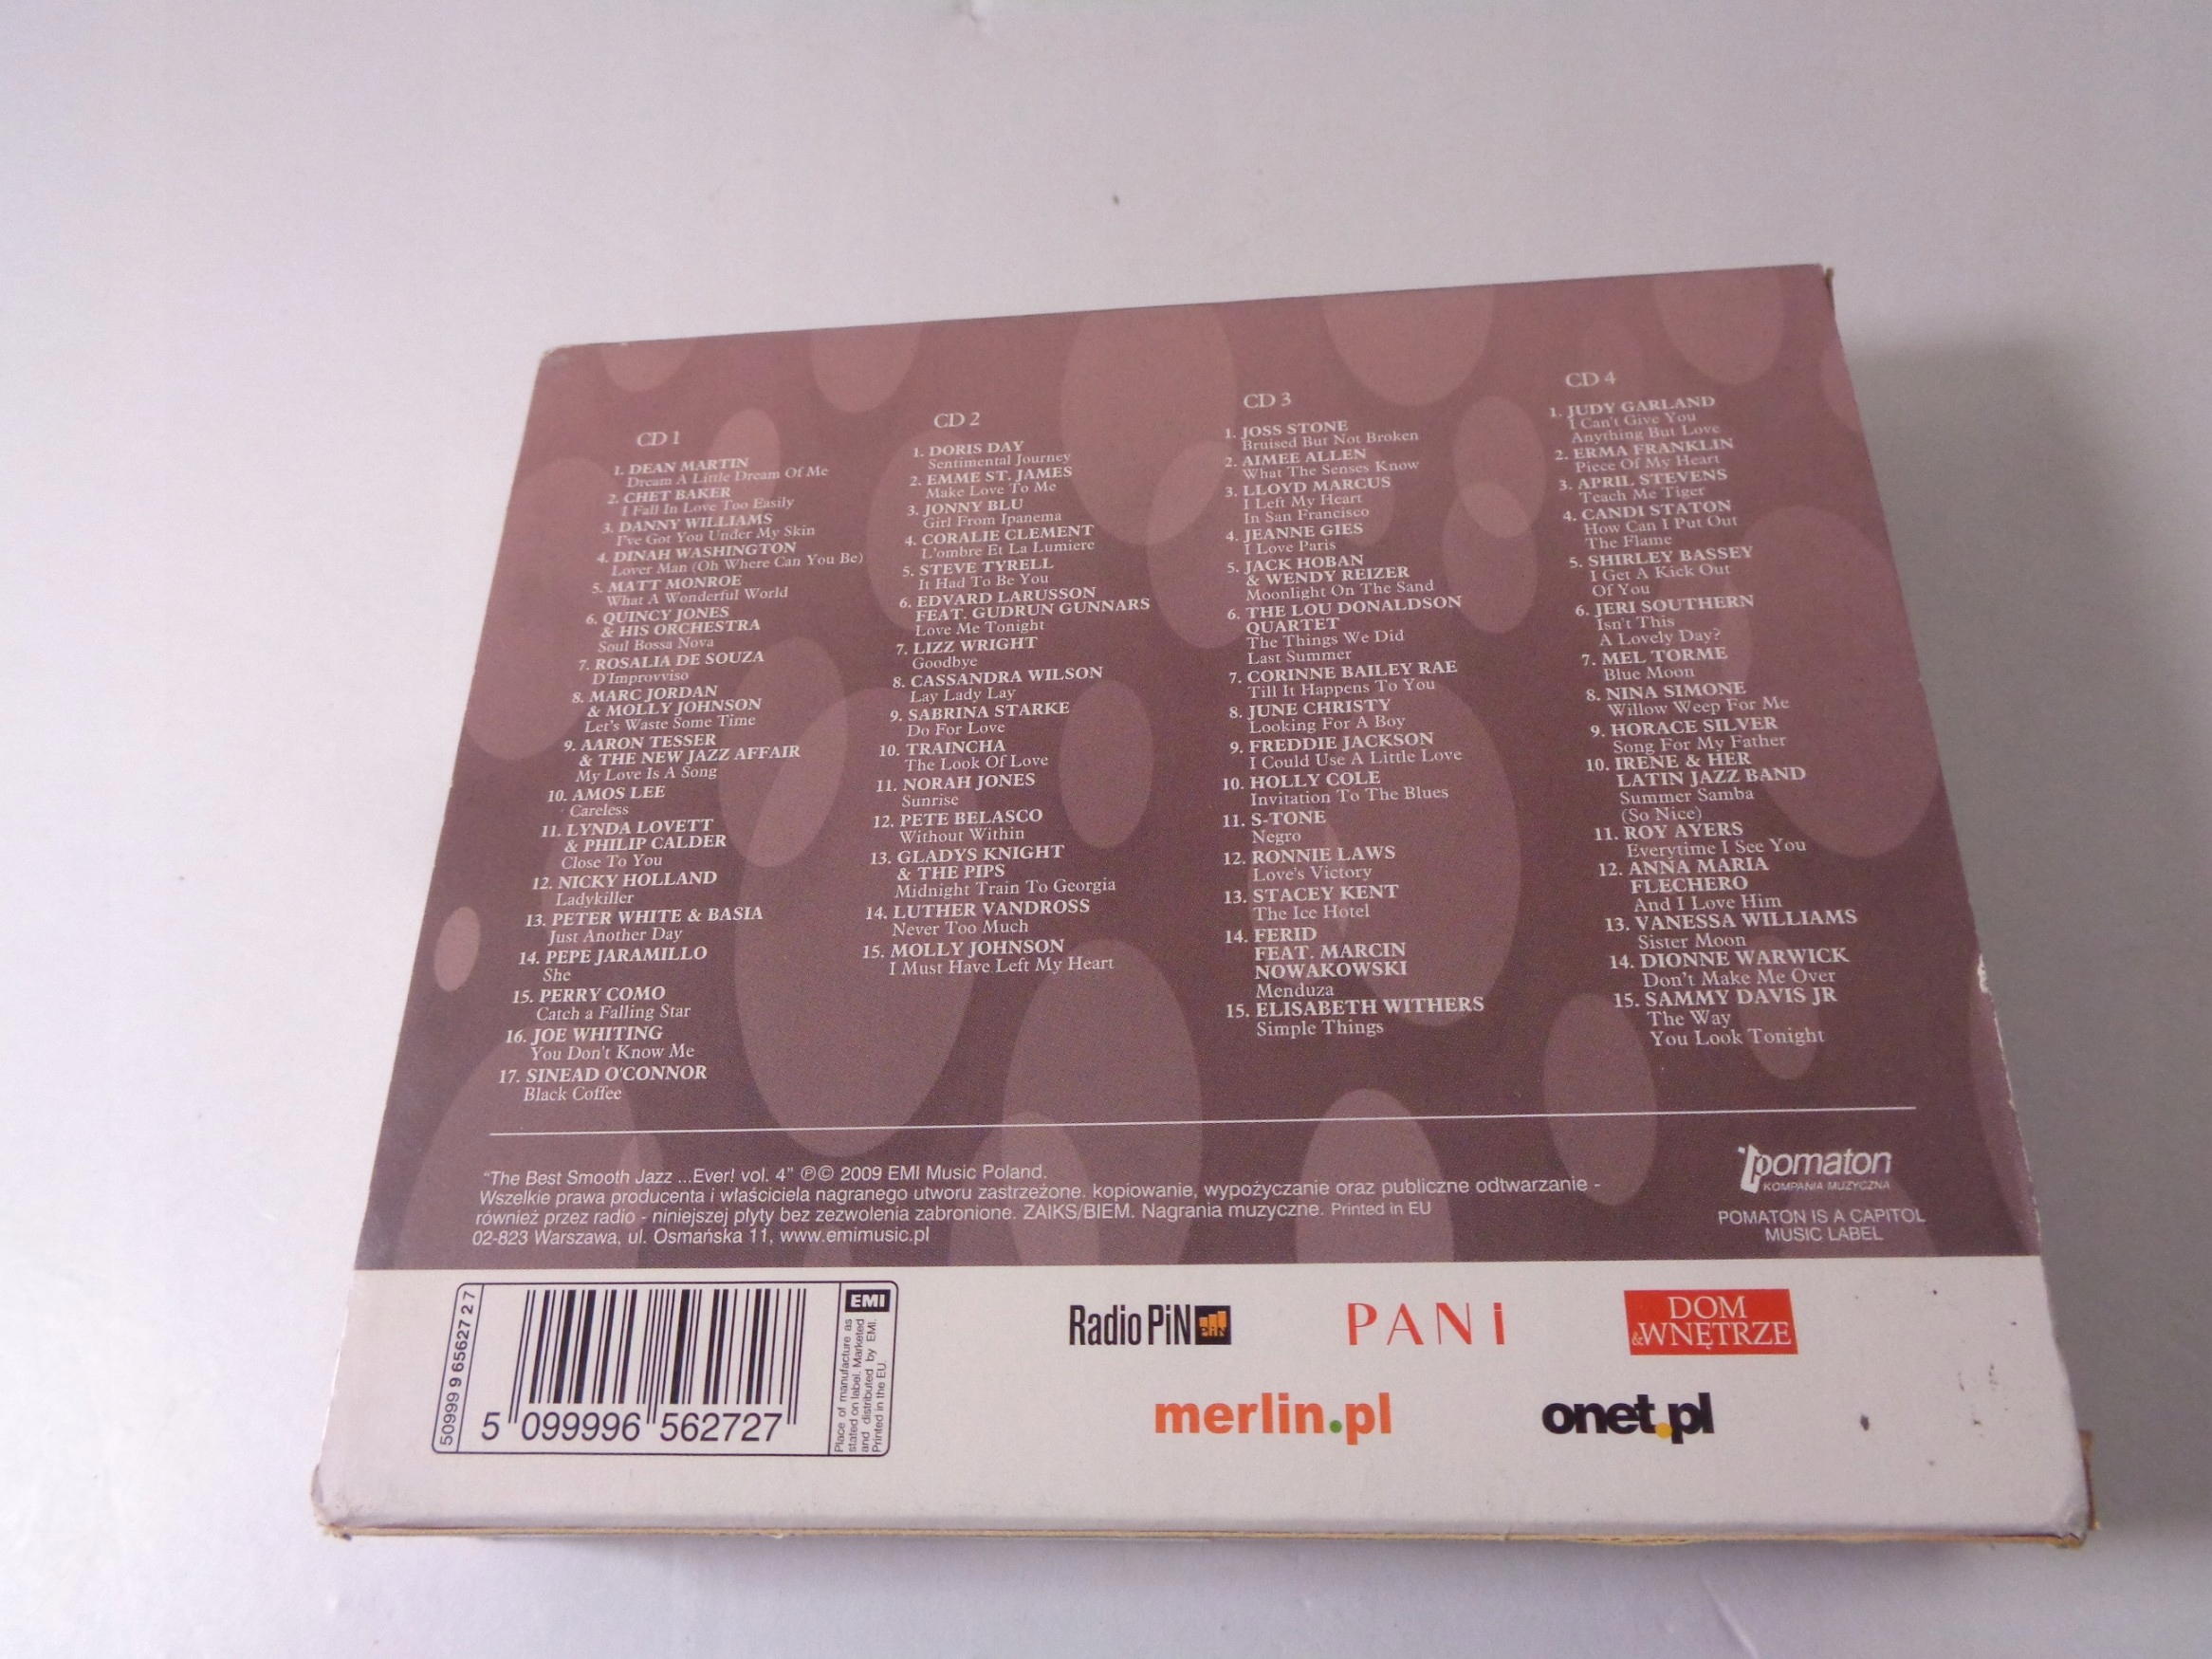 CD 1
1. DEAN MARTIN
Dream A Little Dream Of Me
2. CHET BAKER
I Fall In Love Too Easily
3. DANNY WILLIAMS
I've Got You Under My Skin
4. DINAH WASHINGTON
Lover Man (Oh Where Can You Be)
5. MATT MONROE
What A Wonderful World
6. QUINCY JONES
& HIS ORCHESTRA
Soul Bossa Nova
7. ROSALIA DE SOUZA
D'Improvviso
8. MARC JORDAN
& MOLLY JOHNSON
Let's Waste Some Time
9. AARON TESSER
& THE NEW JAZZ AFFAIR
My Love Is A Song
10. AMOS LEE
Careless
11. LYNDA LOVETT
& PHILIP CALDER
Close To You
12. NICKY HOLLAND
Ladykiller
13. PETER WHITE & BASIA
Just Another Day
14. PEPE JARAMILLO
She
15. PERRY COMO
Catch a Falling Star
16. JOE WHITING
You Don't Know Me
17. SINEAD O'CONNOR
Black Coffee
CD 2
1. DORIS DAY
Sentimental Journey
2. EMME ST. JAMES
Make Love To Me
3. JONNY BLU
Girl From Ipanema
4. CORALIE CLEMENT
L'ombre Et La Lumiere
5. STEVE TYRELL
It Had To Be You
6. EDVARD LARUSSON
FEAT. GUDRUN GUNNARS
Love Me Tonight
7. LIZZ WRIGHT
Goodbye
8. CASSANDRA WILSON
Lay Lady Lay
9. SABRINA STARKE
Do For Love
10. TRAINCHA
The Look Of Love
11. NORAH JONES
Sunrise
12. PETE BELASCO
Without Within
13. GLADYS KNIGHT
& THE PIPS
Midnight Train To Georgia
14. LUTHER VANDROSS
Never Too Much
15. MOLLY JOHNSON
I Must Have Left My Heart
CD 3
1. JOSS STONE
Bruised But Not Broken
2. AIMEE ALLEN
What The Senses Know
3. LLOYD MARCUS
I Left My Heart
In San Francisco
4. JEANNE GIES
I Love Paris
5. JACK HOBAN
& WENDY REIZER
Moonlight On The Sand
6. THE LOU DONALDSON
QUARTET
The Things We Did
Last Summer
7. CORINNE BAILEY RAE
Till It Happens To You
8. JUNE CHRISTY
Looking For A Boy
9. FREDDIE JACKSON
I Could Use A Little Love
10. HOLLY COLE
Invitation To The Blues
11. S-TONE
Negro
12. RONNIE LAWS
Love's Victory
13. STACEY KENT
The Ice Hotel
14. FERID
FEAT. MARCIN
NOWAKOWSKI
Menduza
15. ELISABETH WITHERS
Simple Things
CD 4
1. JUDY GARLAND
I Can't Give You
Anything But Love
2. ERMA FRANKLIN
Piece Of My Heart
3. APRIL STEVENS
Teach Me Tiger
4. CANDI STATON
How Can I Put Out
The Flame
5. SHIRLEY BASSEY
I Get A Kick Out
Of You
6. JERI SOUTHERN
Isn't This
A Lovely Day?
7. MEL TORME
Blue Moon
8. NINA SIMONE
Willow Weep For Me
9. HORACE SILVER
Song For My Father
10. IRENE & HER
LATIN JAZZ BAND
Summer Samba
(So Nice)
11. ROY AYERS
Everytime I See You
12. ANNA MARIA
FLECHERO
And I Love Him
13. VANESSA WILLIAMS
Sister Moon
14. DIONNE WARWICK
Don't Make Me Over
15. SAMMY DAVIS JR
The Way
You Look Tonight
"The Best Smooth Jazz ...Ever! vol. 4" ℗© 2009 EMI Music Poland.
Wszelkie prawa producenta i właściciela nagranego utworu zastrzeżone. kopiowanie, wypożyczanie oraz publiczne odtwarzanie -
również przez radio - niniejszej płyty bez zezwolenia zabronione. ZAIKS/BIEM. Nagrania muzyczne. Printed in EU
02-823 Warszawa, ul. Osmańska 11, www.emimusic.pl
pomaton
KOMPANIA MUZYCZNA
POMATON IS A CAPITOL
MUSIC LABEL
50999 9 65627 2 7
5 099996 562727
EMI
Place of manufacture as
stated on label. Marketed
and distributed by EMI.
Printed in the EU.
Radio PiN PiN
PANi
DOM
&WNĘTRZE
merlin.pl
onet.pl